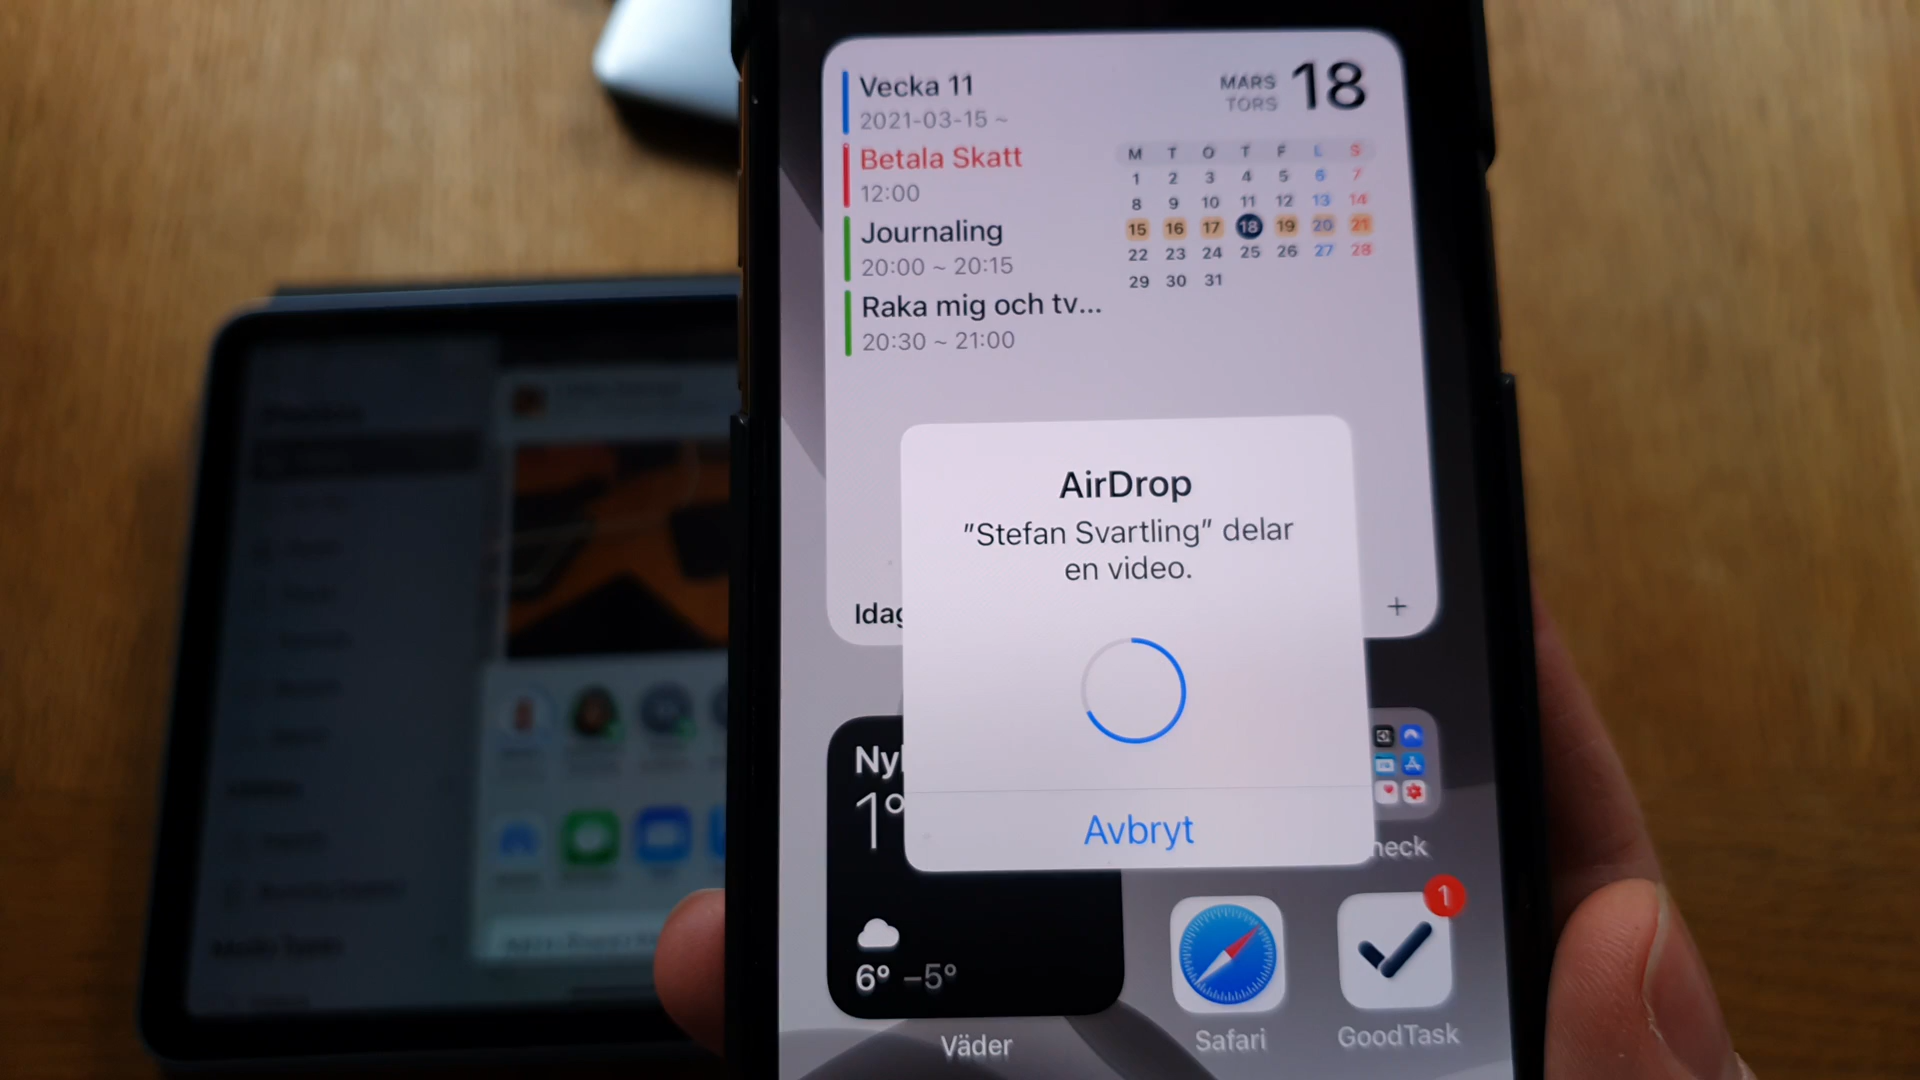 Vecka 11
2021-03-15 ~
Betala Skatt
12:00
Journaling
20:00 ~ 20:15
Raka mig och tv...
20:30 ~ 21:00
MARS
TORS
18
M T O T F L S
1 2 3 4 5 6 7
8 9 10 11 12 13 14
15 16 17 18 19 20 21
22 23 24 25 26 27 28
29 30 31
AirDrop
"Stefan Svartling" delar
en video.
Avbryt
+
1°
6° –5°
Väder
Safari
1
GoodTask